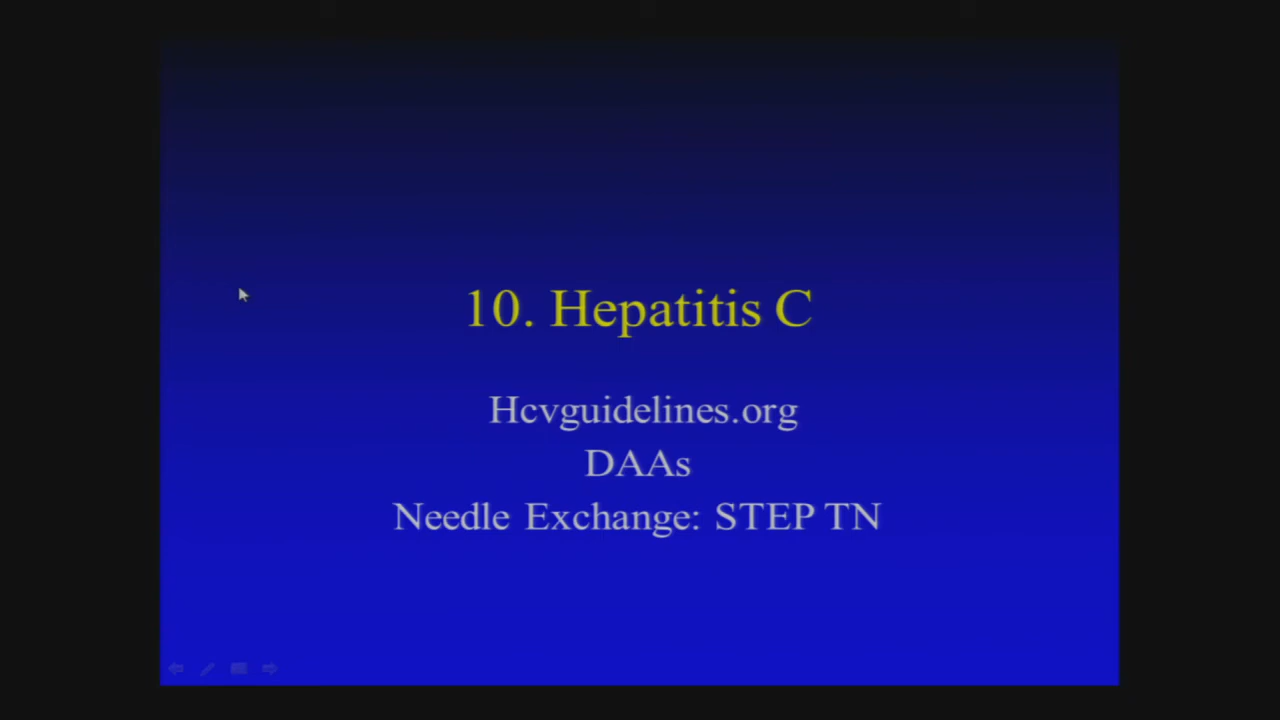 10. Hepatitis C
Hcvguidelines.org
DAAs
Needle Exchange: STEP TN